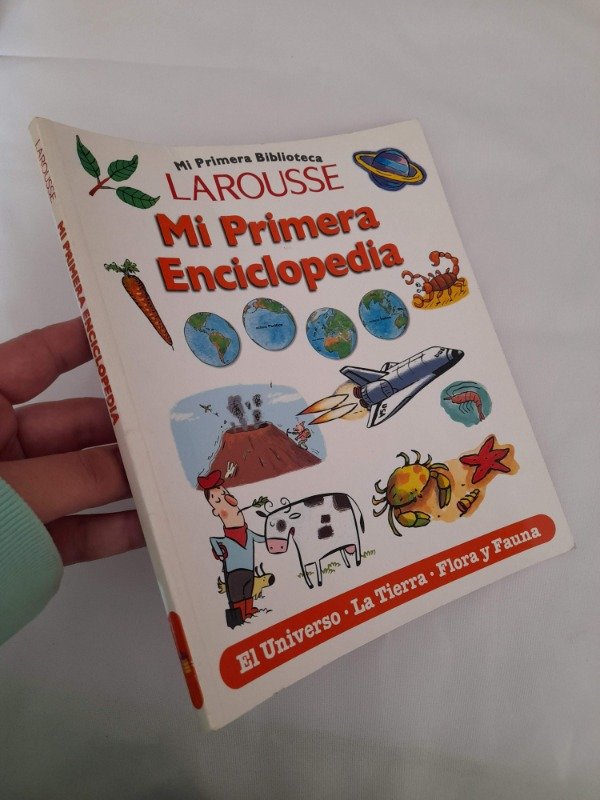 Mi Primera Biblioteca
LAROUSSE
Mi Primera
Enciclopedia
El Universo · La Tierra · Flora y Fauna
LAROUSSE
MI PRIMERA ENCICLOPEDIA